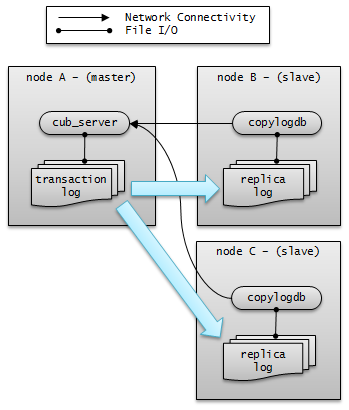 Network Connectivity
File I/O
node A - (master)
cub_server
transaction
log
node B - (slave)
copylogdb
replica
log
node C - (slave)
copylogdb
replica
log